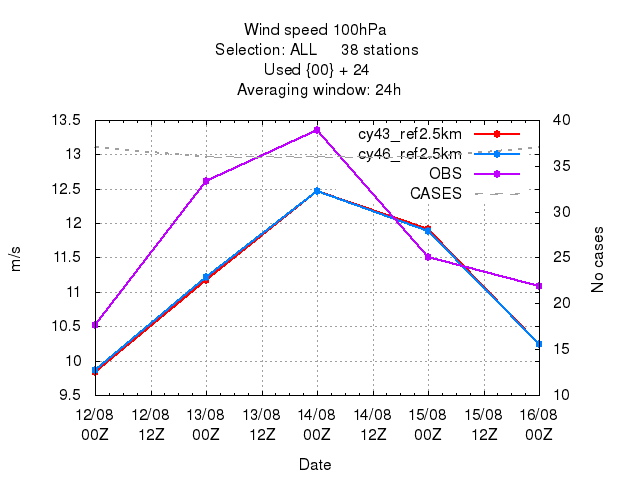 Wind speed 100hPa
Selection: ALL 38 stations
Used {00} + 24
Averaging window: 24h
13.5
13
12.5
12
11.5
11
10.5
10
9.5
m/s
40
35
30
25
20
15
10
No cases
cy43_ref2.5km
cy46_ref2.5km
OBS
CASES
12/08 12/08 13/08 13/08 14/08 14/08 15/08 15/08 16/08
00Z 12Z 00Z 12Z 00Z 12Z 00Z 12Z 00Z
Date